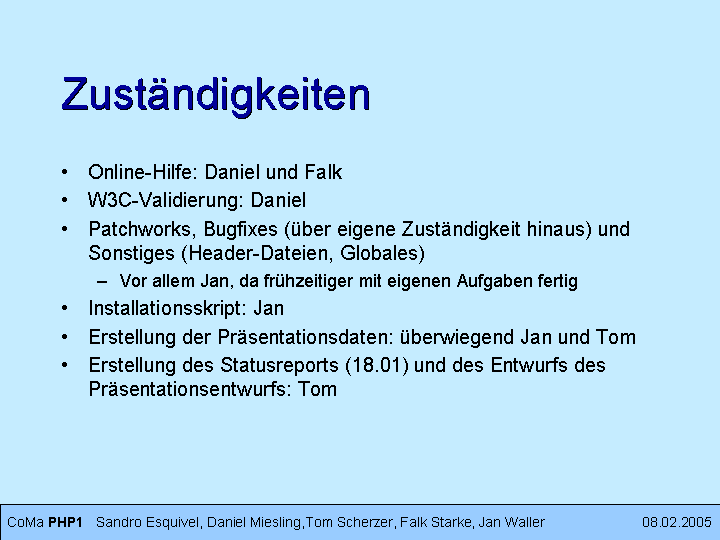 Zuständigkeiten
• Online-Hilfe: Daniel und Falk
• W3C-Validierung: Daniel
• Patchworks, Bugfixes (über eigene Zuständigkeit hinaus) und
Sonstiges (Header-Dateien, Globales)
– Vor allem Jan, da frühzeitiger mit eigenen Aufgaben fertig
• Installationsskript: Jan
• Erstellung der Präsentationsdaten: überwiegend Jan und Tom
• Erstellung des Statusreports (18.01) und des Entwurfs des
Präsentationsentwurfs: Tom
CoMa PHP1 Sandro Esquivel, Daniel Miesling,Tom Scherzer, Falk Starke, Jan Waller 08.02.2005